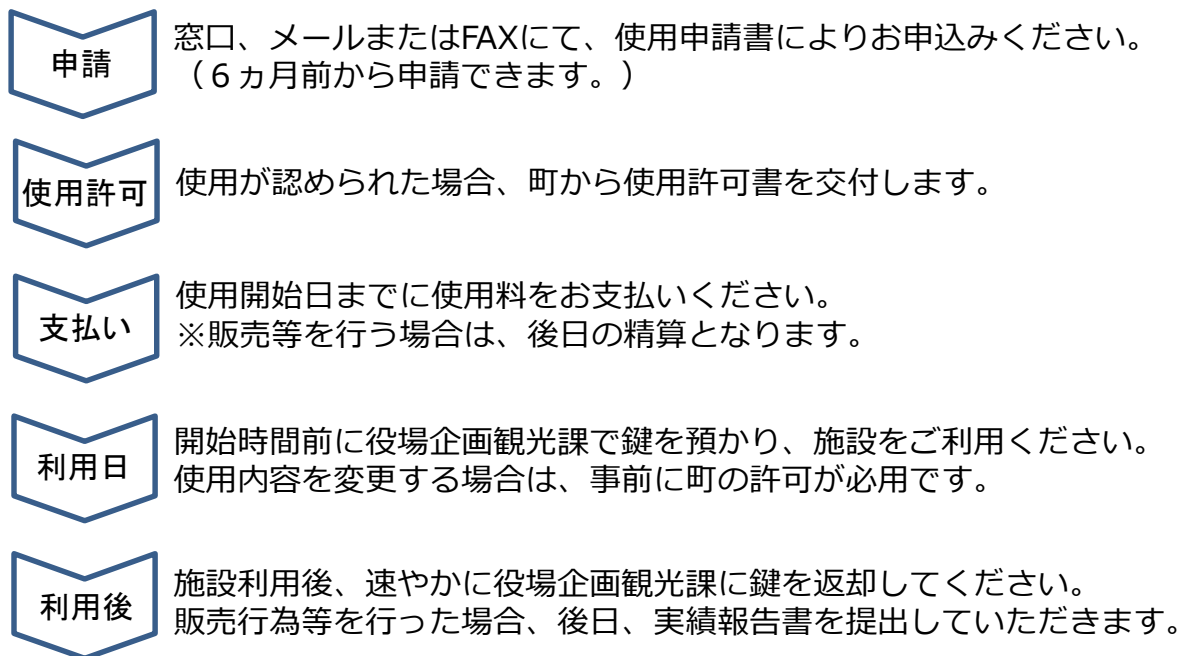 申請
窓口、メールまたはFAXにて、使用申請書によりお申込みください。
（６ヵ月前から申請できます。）
使用許可
使用が認められた場合、町から使用許可書を交付します。
支払い
使用開始日までに使用料をお支払いください。
※販売等を行う場合は、後日の精算となります。
利用日
開始時間前に役場企画観光課で鍵を預かり、施設をご利用ください。
使用内容を変更する場合は、事前に町の許可が必用です。
利用後
施設利用後、速やかに役場企画観光課に鍵を返却してください。
販売行為等を行った場合、後日、実績報告書を提出していただきます。